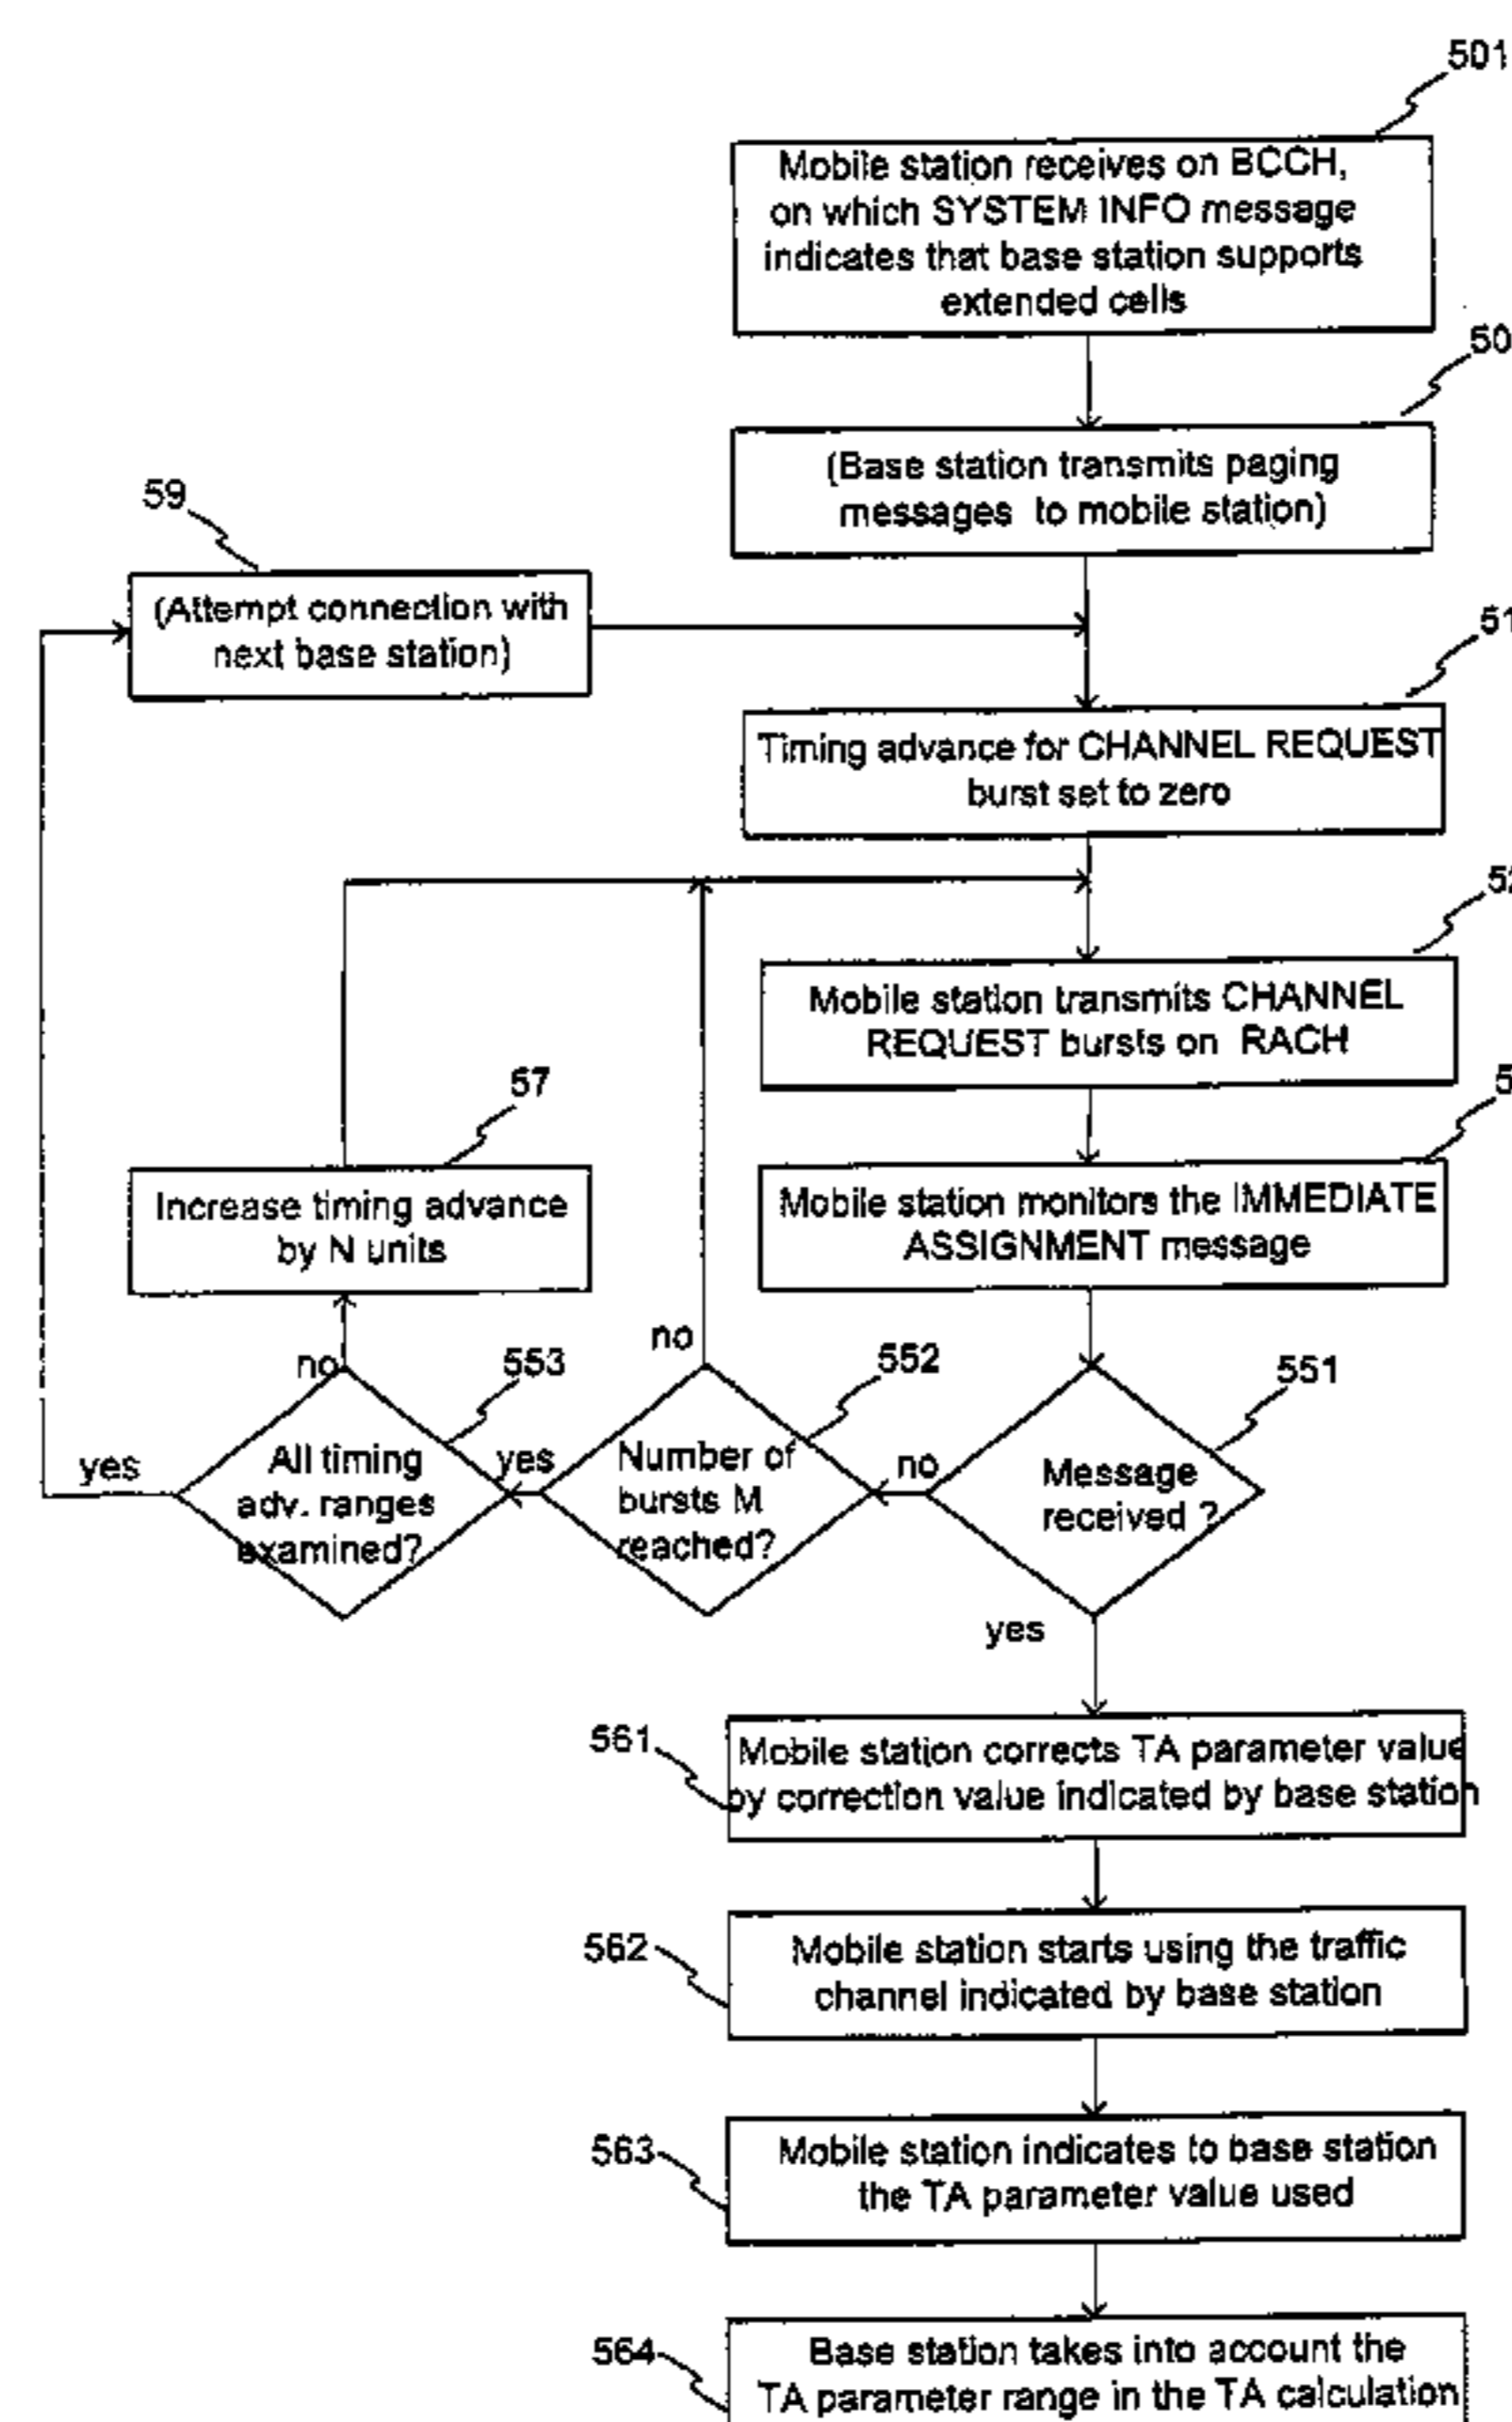 501
Mobile station receives on BCCH,
on which SYSTEM INFO message
indicates that base station supports
extended cells
(Base station transmits paging
messages to mobile station)
59
(Attempt connection with
next base station)
Timing advance for CHANNEL REQUEST
burst set to zero
Mobile station transmits CHANNEL
REQUEST bursts on RACH
57
Increase timing advance
by N units
Mobile station monitors the IMMEDIATE
ASSIGNMENT message
no
no
553
552
551
yes
All timing
adv. ranges
examined?
yes
Number of
bursts M
reached?
no
Message
received ?
yes
561
Mobile station corrects TA parameter value
by correction value indicated by base station
562
Mobile station starts using the traffic
channel indicated by base station
563
Mobile station indicates to base station
the TA parameter value used
564
Base station takes into account the
TA parameter range in the TA calculation